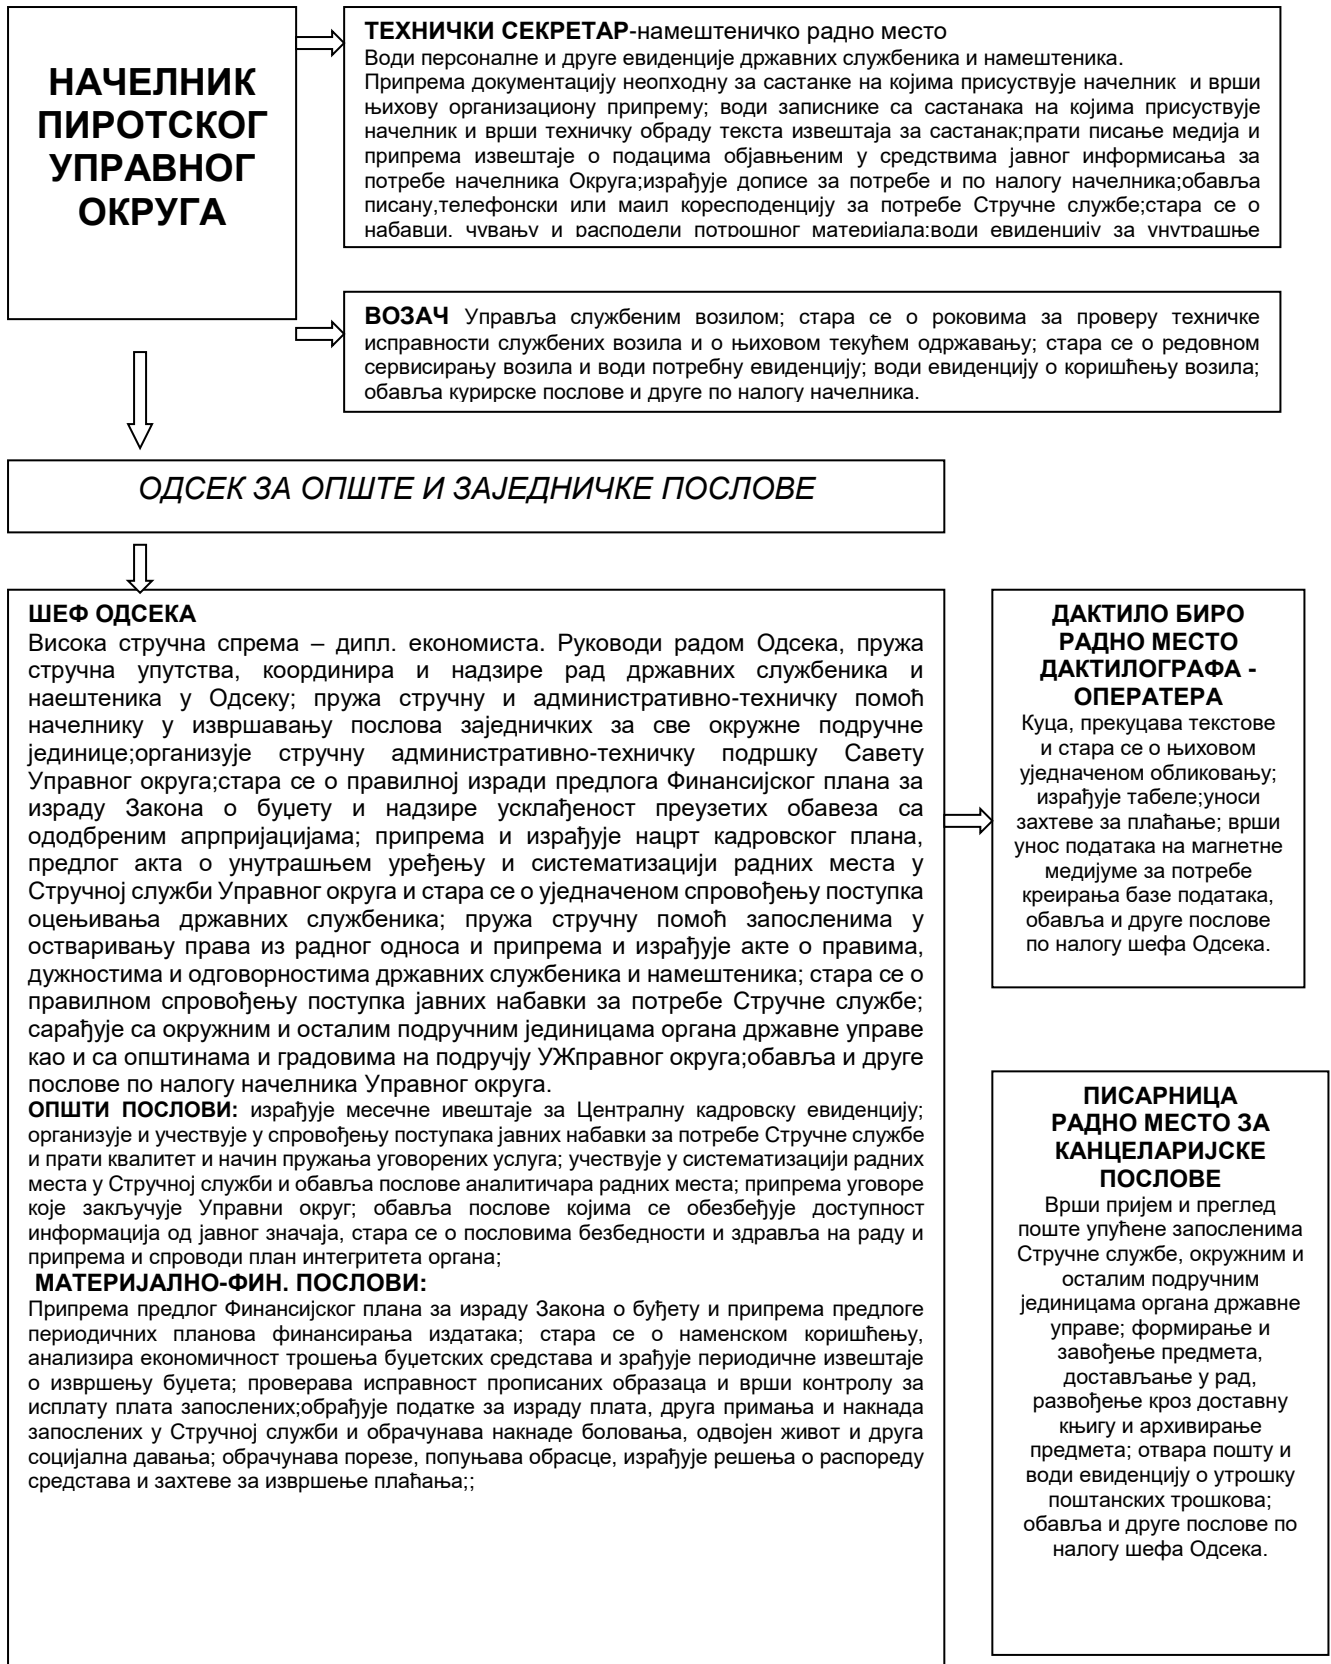 НАЧЕЛНИК
ПИРОТСКОГ
УПРАВНОГ
ОКРУГА
ТЕХНИЧКИ СЕКРЕТАР-намештеничко радно место
Води персоналне и друге евиденције државних службеника и намештеника.
Припрема документацију неопходну за састанке на којима присуствује начелник и врши
њихову организациону припрему; води записнике са састанака на којима присуствује
начелник и врши техничку обраду текста извештаја за састанак;прати писање медија и
припрема извештаје о подацима објављеним у средствима јавног информисања за
потребе начелника Округа;израђује дописе за потребе и по налогу начелника;обавља
писану,телефонски или маил коресподенцију за потребе Стручне службе;стара се о
набавци, чувању и расподели потрошног материјала;води евиденцију за унутрашње
ВОЗАЧ Управља службеним возилом; стара се о роковима за проверу техничке
исправности службених возила и о њиховом текућем одржавању; стара се о редовном
сервисирању возила и води потребну евиденцију; води евиденцију о коришћењу возила;
обавља курирске послове и друге по налогу начелника.
ОДСЕК ЗА ОПШТЕ И ЗАЈЕДНИЧКЕ ПОСЛОВЕ
ШЕФ ОДСЕКА
Висока стручна спрема – дипл. економиста. Руководи радом Одсека, пружа
стручна упутства, координира и надзире рад државних службеника и
наештеника у Одсеку; пружа стручну и административно-техничку помоћ
начелнику у извршавању послова заједничких за све окружне подручне
јединице;организује стручну административно-техничку подршку Савету
Управног округа;стара се о правилној изради предлога Финансијског плана за
израду Закона о буџету и надзире усклађеност преузетих обавеза са
ододбреним апрпријацијама; припрема и израђује нацрт кадровског плана,
предлог акта о унутрашњем уређењу и систематизацији радних места у
Стручној служби Управног округа и стара се о уједначеном спровођењу поступка
оцењивања државних службеника; пружа стручну помоћ запосленима у
остваривању права из радног односа и припрема и израђује акте о правима,
дужностима и одговорностима државних службеника и намештеника; стара се о
правилном спровођењу поступка јавних набавки за потребе Стручне службе;
сарађује са окружним и осталим подручним јединицама органа државне управе
као и са општинама и градовима на подручју УЖправног округа;обавља и друге
послове по налогу начелника Управног округа.
ОПШТИ ПОСЛОВИ: израђује месечне ивештаје за Централну кадровску евиденцију;
организује и учествује у спровођењу поступака јавних набавки за потребе Стручне службе
и прати квалитет и начин пружања уговорених услуга; учествује у систематизацији радних
места у Стручној служби и обавља послове аналитичара радних места; припрема уговоре
које закључује Управни округ; обавља послове којима се обезбеђује доступност
информација од јавног значаја, стара се о пословима безбедности и здравља на раду и
припрема и спроводи план интегритета органа;
МАТЕРИЈАЛНО-ФИН. ПОСЛОВИ:
Припрема предлог Финансијског плана за израду Закона о буђету и припрема предлоге
периодичних планова финансирања издатака; стара се о наменском коришћењу,
анализира економичност трошења буџетских средстава и зрађује периодичне извештаје
о извршењу буџета; проверава исправност прописаних образаца и врши контролу за
исплату плата запослених;обрађује податке за израду плата, друга примања и накнада
запослених у Стручној служби и обрачунава накнаде боловања, одвојен живот и друга
социјална давања; обрачунава порезе, попуњава обрасце, израђује решења о распореду
средстава и захтеве за извршење плаћања;;
ДАКТИЛО БИРО
РАДНО МЕСТО
ДАКТИЛОГРАФА -
ОПЕРАТЕРА
Куца, прекуцава текстове
и стара се о њиховом
уједначеном обликовању;
израђује табеле;уноси
захтеве за плаћање; врши
унос података на магнетне
медијуме за потребе
креирања базе података,
обавља и друге послове
по налогу шефа Одсека.
ПИСАРНИЦА
РАДНО МЕСТО ЗА
КАНЦЕЛАРИЈСКЕ
ПОСЛОВЕ
Врши пријем и преглед
поште упућене запосленима
Стручне службе, окружним и
осталим подручним
јединицама органа државне
управе; формирање и
завођење предмета,
достављање у рад,
развођење кроз доставну
књигу и архивирање
предмета; отвара пошту и
води евиденцију о утрошку
поштанских трошкова;
обавља и друге послове по
налогу шефа Одсека.